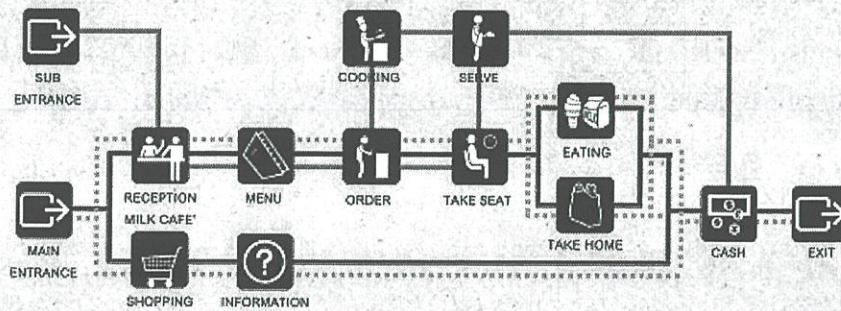 COOKING
SERVE
SUB
ENTRANCE
EATING
RECEPTION
MILK CAFE'
MENU
ORDER
TAKE SEAT
MAIN
ENTRANCE
TAKE HOME
CASH
EXIT
SHOPPING
INFORMATION